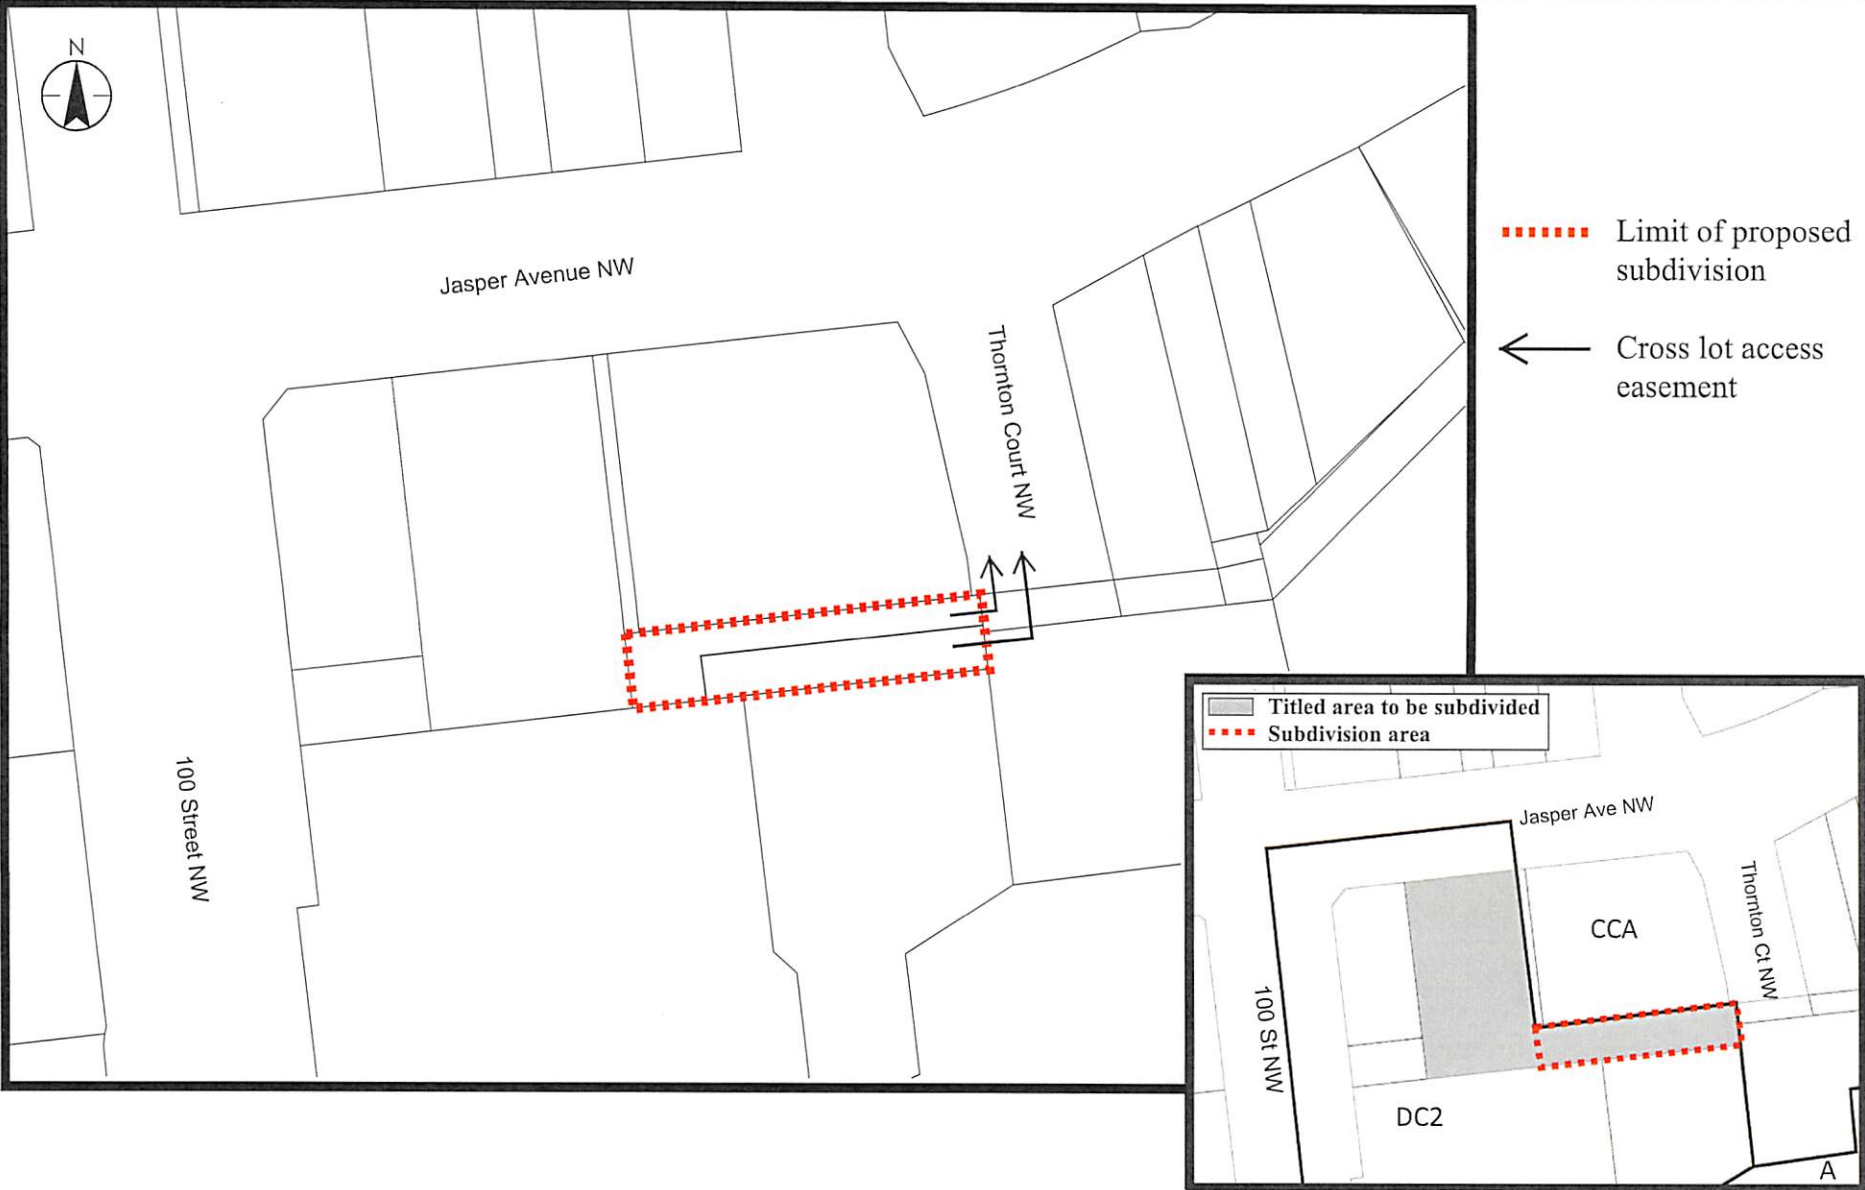 N
Jasper Avenue NW
Thornton Court NW
100 Street NW
Limit of proposed
subdivision
Cross lot access
easement
Titled area to be subdivided
Subdivision area
Jasper Ave NW
Thornton Ct NW
CCA
100 St NW
DC2
A